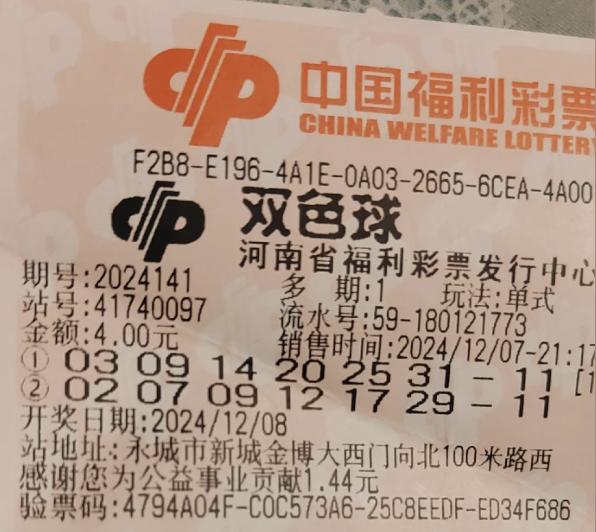 中国福利彩票
CHINA WELFARE LOTTERY
F2B8-E196-4A1E-0A03-2665-6CEA-4A00
双色球
河南省福利彩票发行中心
期号:2024141 多期:1 玩法:单式
站号:41740097 流水号:59-180121773
金额:4.00元 销售时间:2024/12/07-21:17
① 03 09 14 20 25 31 - 11 [1
② 02 07 09 12 17 29 - 11
开奖日期:2024/12/08
站地址:永城市新城金博大西门向北100米路西
感谢您为公益事业贡献1.44元
验票码:4794A04F-C0C573A6-25C8EEDF-ED34F686